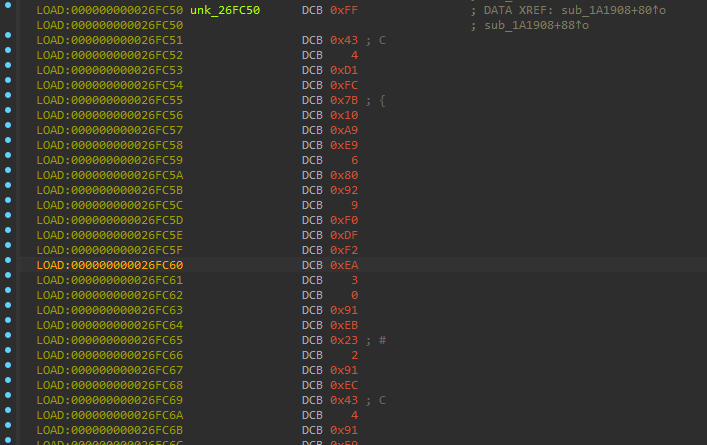 LOAD:000000000026FC50 unk_26FC50 DCB 0xFF ; DATA XREF: sub_1A1908+80↑o
LOAD:000000000026FC50 ; sub_1A1908+88↑o
LOAD:000000000026FC51 DCB 0x43 ; C
LOAD:000000000026FC52 DCB 4
LOAD:000000000026FC53 DCB 0xD1
LOAD:000000000026FC54 DCB 0xFC
LOAD:000000000026FC55 DCB 0x7B ; {
LOAD:000000000026FC56 DCB 0x10
LOAD:000000000026FC57 DCB 0xA9
LOAD:000000000026FC58 DCB 0xE9
LOAD:000000000026FC59 DCB 6
LOAD:000000000026FC5A DCB 0x80
LOAD:000000000026FC5B DCB 0x92
LOAD:000000000026FC5C DCB 9
LOAD:000000000026FC5D DCB 0xF0
LOAD:000000000026FC5E DCB 0xDF
LOAD:000000000026FC5F DCB 0xF2
LOAD:000000000026FC60 DCB 0xEA
LOAD:000000000026FC61 DCB 3
LOAD:000000000026FC62 DCB 0
LOAD:000000000026FC63 DCB 0x91
LOAD:000000000026FC64 DCB 0xEB
LOAD:000000000026FC65 DCB 0x23 ; #
LOAD:000000000026FC66 DCB 2
LOAD:000000000026FC67 DCB 0x91
LOAD:000000000026FC68 DCB 0xEC
LOAD:000000000026FC69 DCB 0x43 ; C
LOAD:000000000026FC6A DCB 4
LOAD:000000000026FC6B DCB 0x91